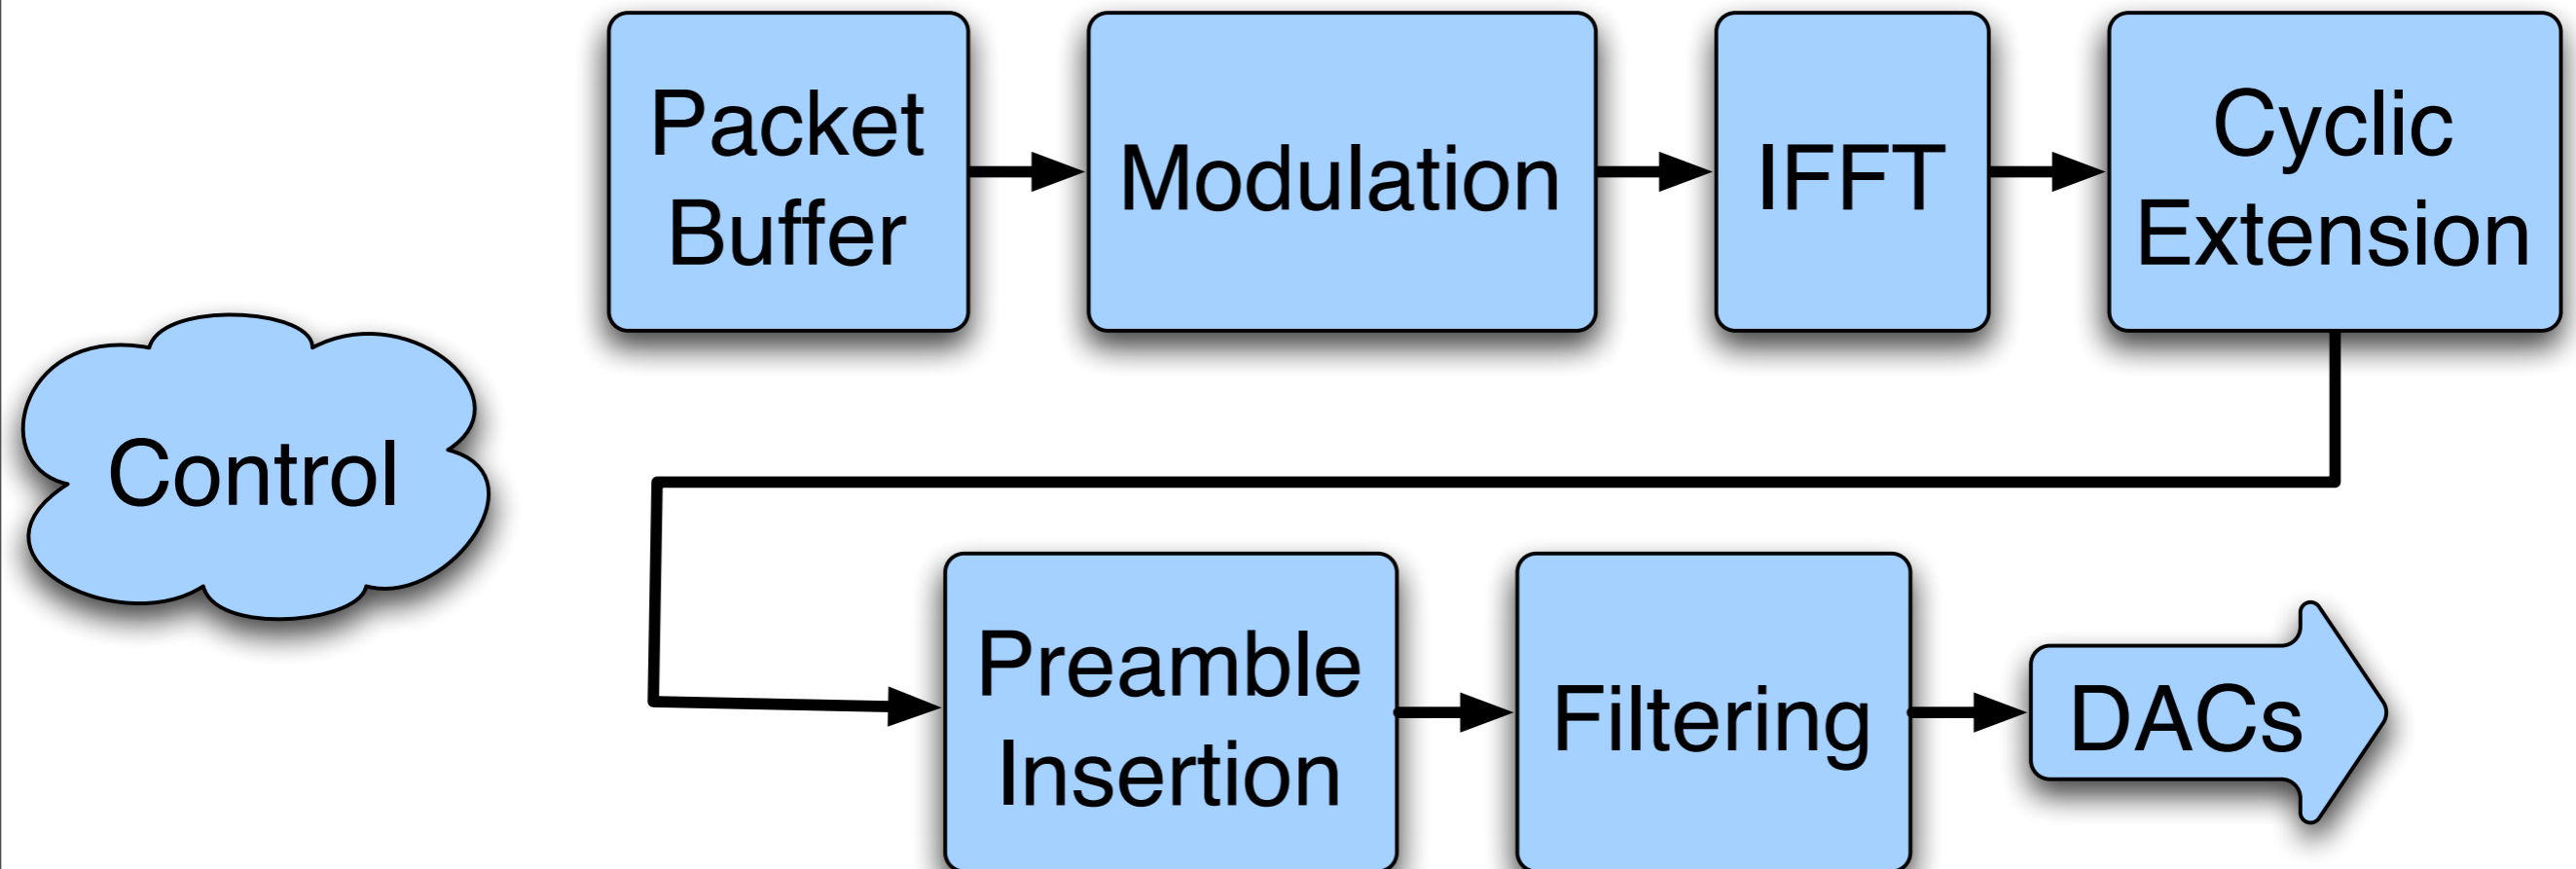 Packet
Buffer
Modulation
IFFT
Cyclic
Extension
Control
Preamble
Insertion
Filtering
DACs